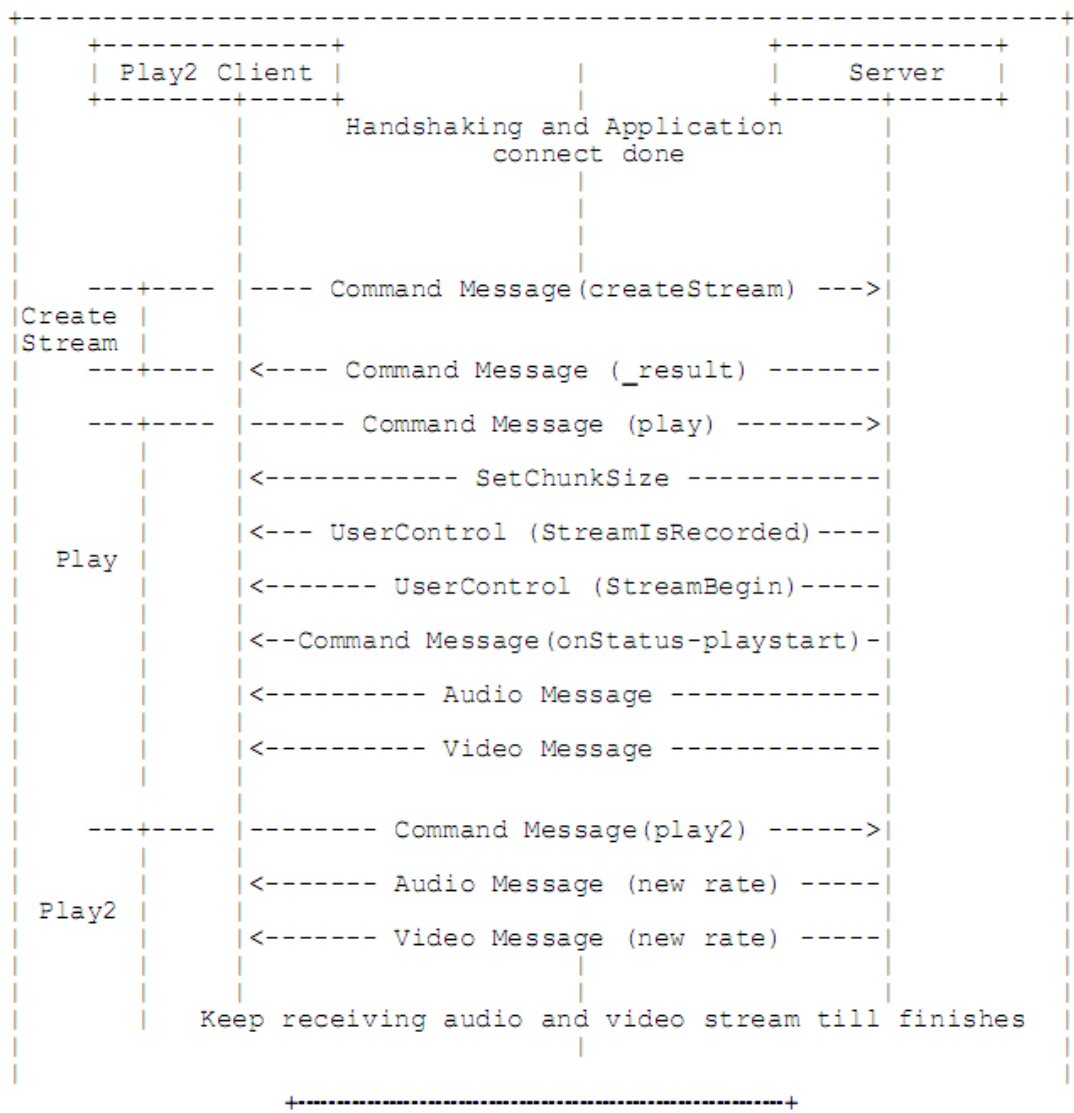 Play2 Client Server
Handshaking and Application
connect done
---+---- |---- Command Message(createStream) --->|
Create
Stream
---+---- |<---- Command Message (_result) -------|
---+---- |------ Command Message (play) -------->|
|<------------ SetChunkSize ------------|
|<--- UserControl (StreamIsRecorded)----|
Play
|<------- UserControl (StreamBegin)-----|
|<--Command Message(onStatus-playstart)-|
|<---------- Audio Message -------------|
|<---------- Video Message -------------|
---+---- |-------- Command Message(play2) ------>|
|<------- Audio Message (new rate) -----|
Play2
|<------- Video Message (new rate) -----|
Keep receiving audio and video stream till finishes